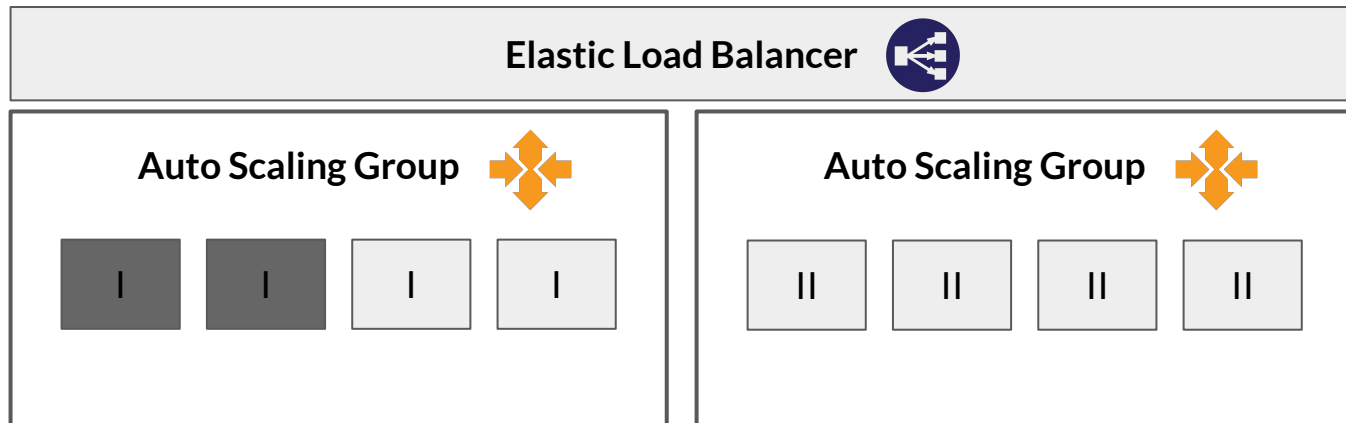 Elastic Load Balancer
Auto Scaling Group
I I I I
Auto Scaling Group
II II II II